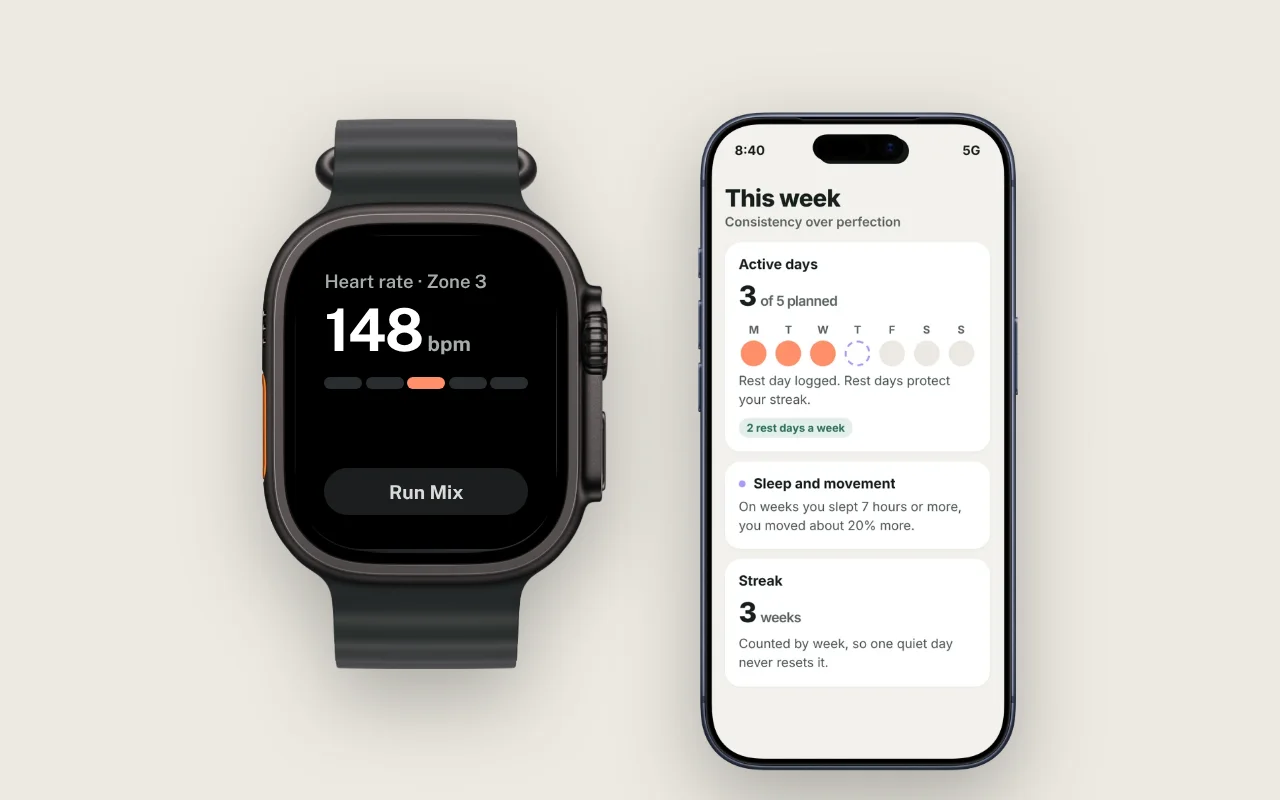 Heart rate · Zone 3
148 bpm
Run Mix
8:40
5G
This week
Consistency over perfection
Active days
3 of 5 planned
M T W T F S S
Rest day logged. Rest days protect
your streak.
2 rest days a week
Sleep and movement
On weeks you slept 7 hours or more,
you moved about 20% more.
Streak
3 weeks
Counted by week, so one quiet day
never resets it.